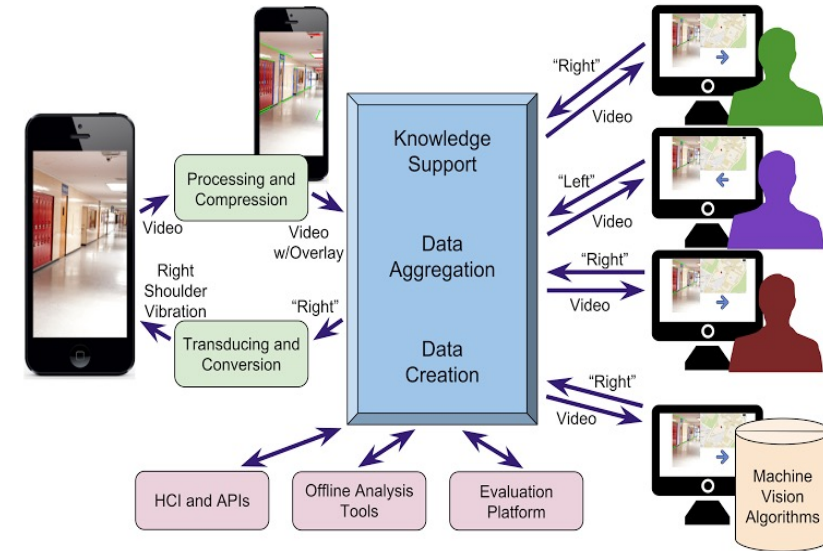 “Right”
Video
Knowledge
Support
Processing and
Compression
“Left”
Video
Video
Video
w/Overlay
Data
Aggregation
Right
Shoulder
Vibration
“Right”
“Right”
Video
Transducing and
Conversion
Data
Creation
“Right”
Video
HCI and APIs
Offline Analysis
Tools
Evaluation
Platform
Machine
Vision
Algorithms